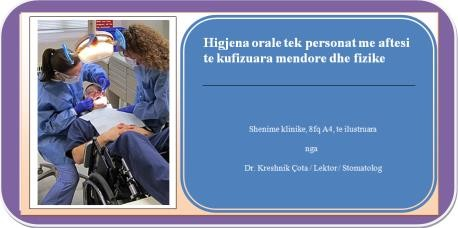 Higjena orale tek personat me aftesi
te kufizuara mendore dhe fizike
Shenime klinike, 8fq A4, te ilustruara
nga
Dr. Kreshnik Çota / Lektor / Stomatolog